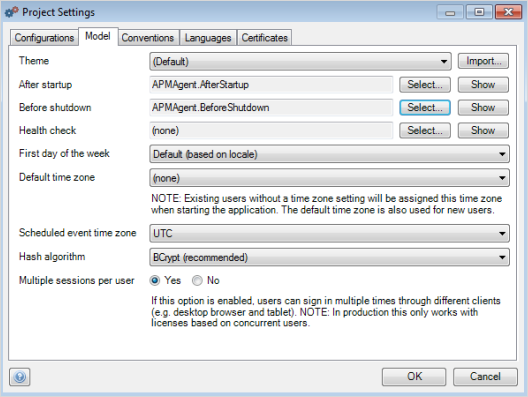 Project Settings
Configurations Model Conventions Languages Certificates
Theme (Default) Import...
After startup APMAgent.AfterStartup Select... Show
Before shutdown APMAgent.BeforeShutdown Select... Show
Health check (none) Select... Show
First day of the week Default (based on locale)
Default time zone (none)
NOTE: Existing users without a time zone setting will be assigned this time zone
when starting the application. The default time zone is also used for new users.
Scheduled event time zone UTC
Hash algorithm BCrypt (recommended)
Multiple sessions per user Yes No
If this option is enabled, users can sign in multiple times through different clients
(e.g. desktop browser and tablet). NOTE: In production this only works with
licenses based on concurrent users.
? OK Cancel